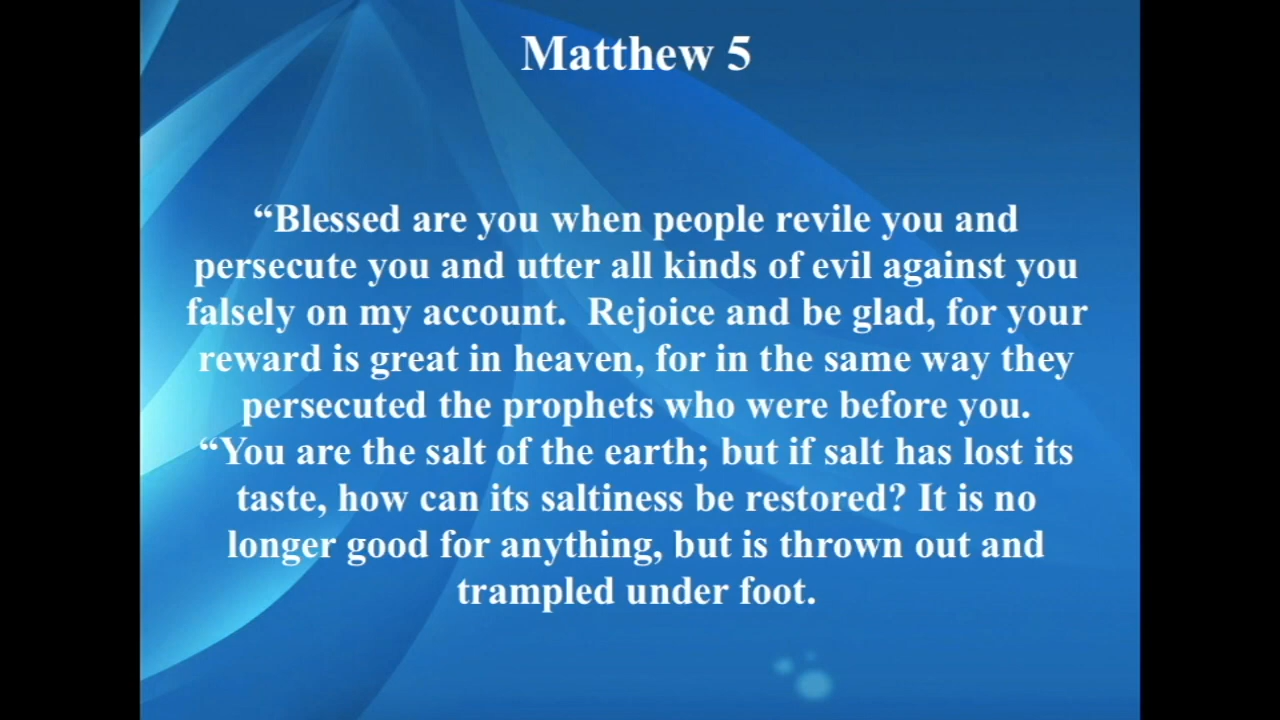 Matthew 5
“Blessed are you when people revile you and
persecute you and utter all kinds of evil against you
falsely on my account.  Rejoice and be glad, for your
reward is great in heaven, for in the same way they
persecuted the prophets who were before you.
“You are the salt of the earth; but if salt has lost its
taste, how can its saltiness be restored? It is no
longer good for anything, but is thrown out and
trampled under foot.